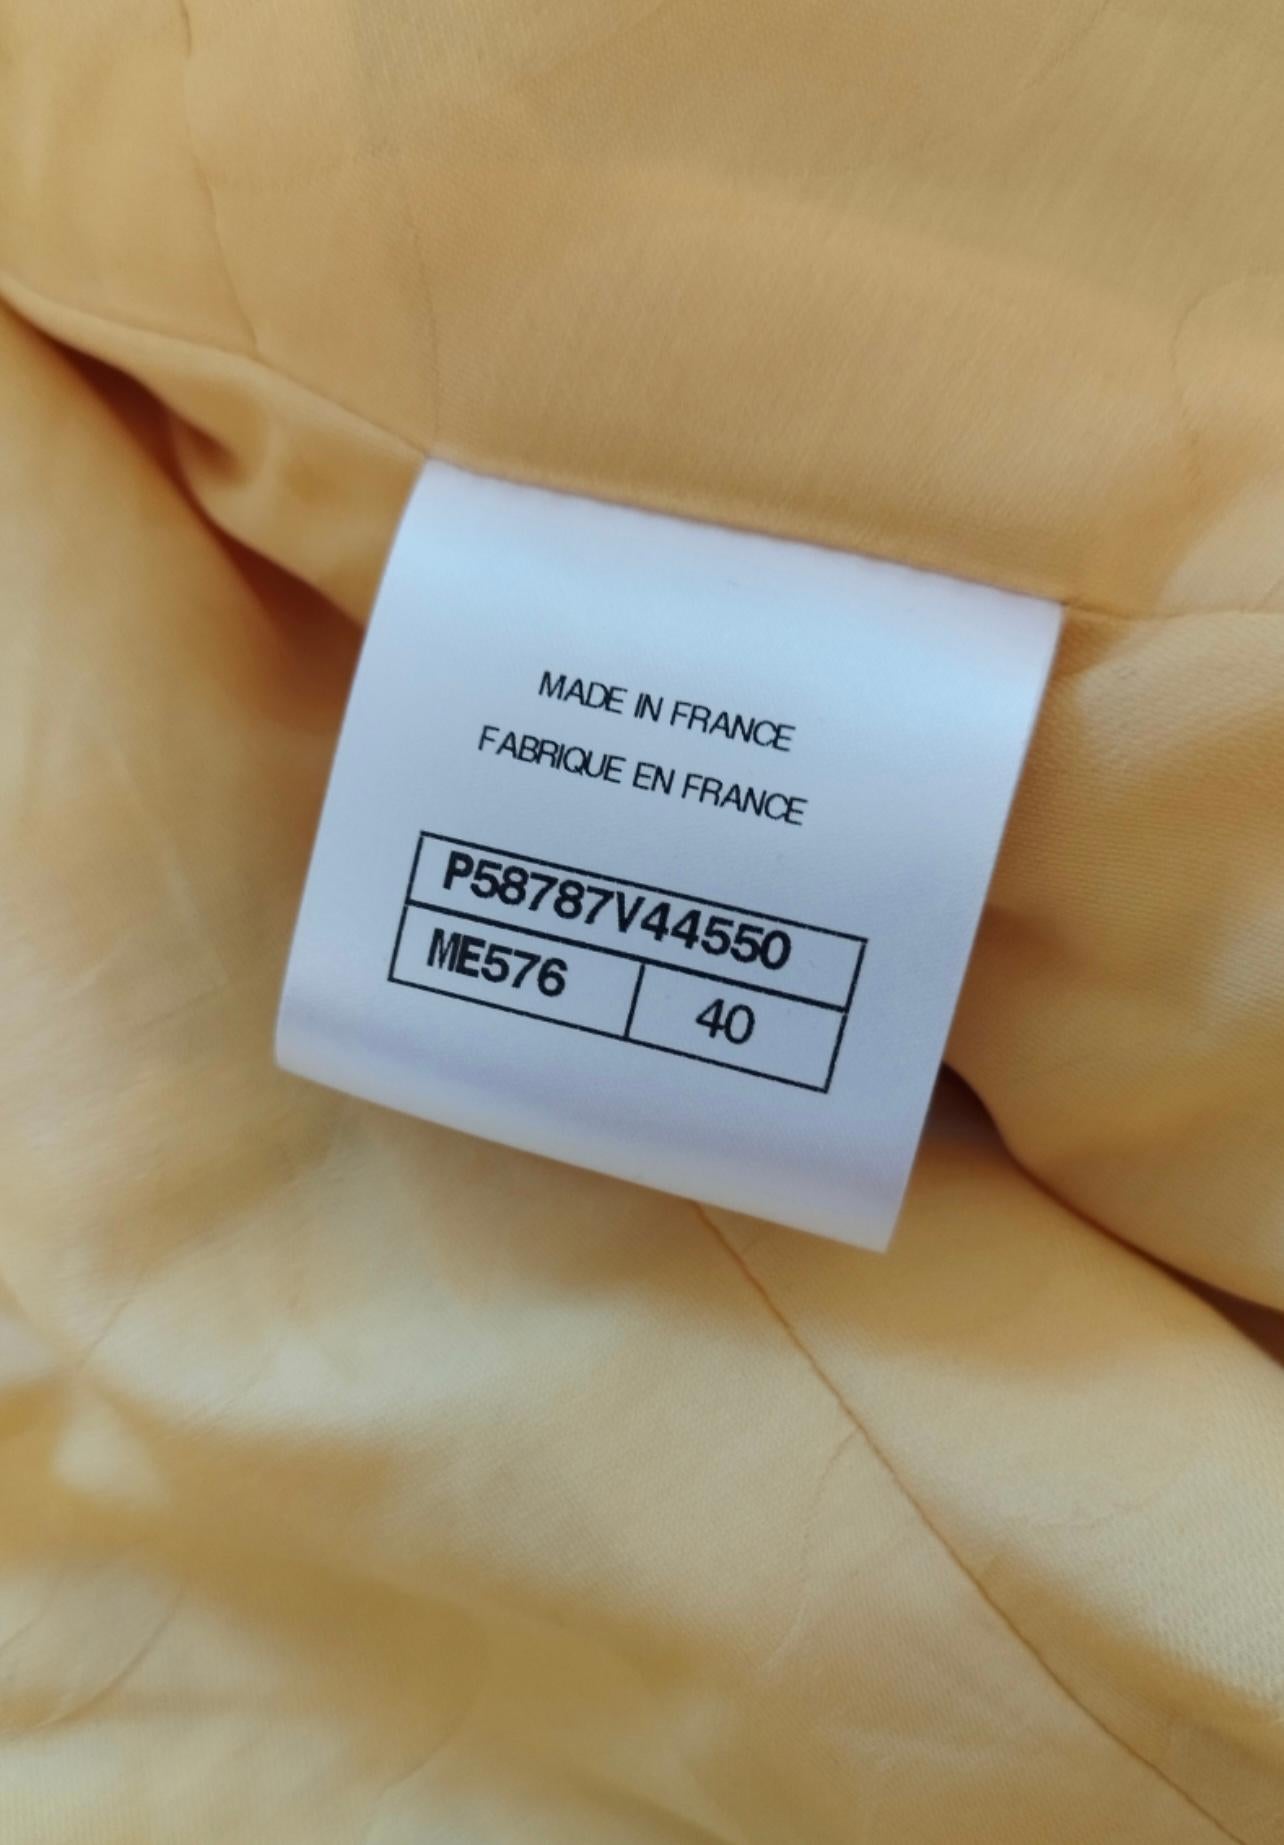 MADE IN FRANCE
FABRIQUE EN FRANCE
P58787V44550
ME576 40